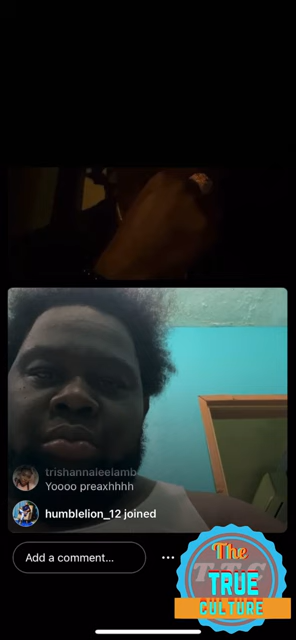 trishannaleelamb
Yoooo preaxhhhh
humblelion_12 joined
Add a comment...
The
TRUE
CULTURE